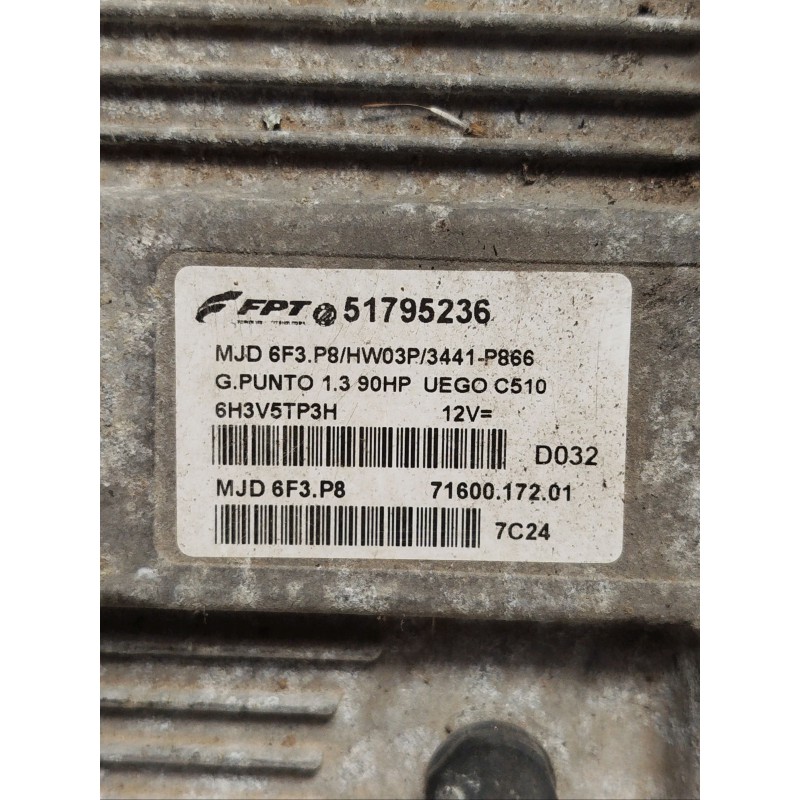 FPT 51795236
MJD 6F3.P8/HW03P/3441-P866
G.PUNTO 1.3 90HP UEGO C510
6H3V5TP3H 12V=
D032
MJD 6F3.P8 71600.172.01
7C24